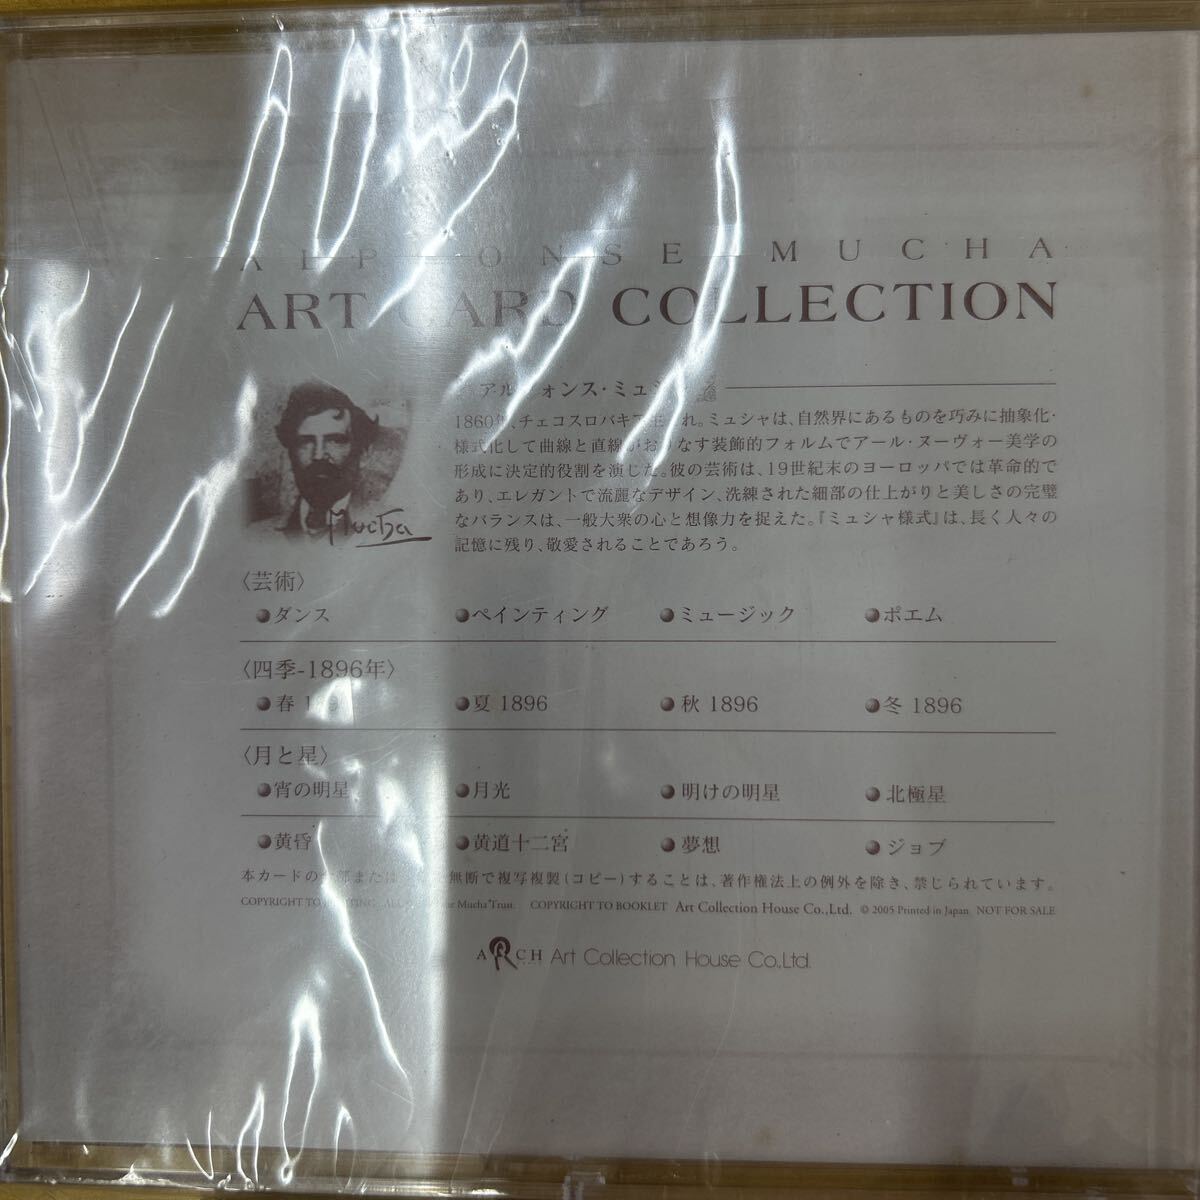 MUCHA
ART CARD COLLECTION
Mucha
1860年、チェコスロバキ れ。ミュシャは、自然界にあるものを巧みに抽象化・
様式化して曲線と直線がおりなす装飾的フォルムでアール・ヌーヴォー美学の
形成に決定的役割を演じた。彼の芸術は、19世紀末のヨーロッパでは革命的で
あり、エレガントで流麗なデザイン、洗練された細部の仕上がりと美しさの完璧
なバランスは、一般大衆の心と想像力を捉えた。『ミュシャ様式』は、長く人々の
記憶に残り、敬愛されることであろう。
〈芸術〉
●ダンス ●ペインティング ●ミュージック ●ポエム
〈四季-1896年〉
●春 ●夏 1896 ●秋 1896 ●冬 1896
〈月と星〉
●宵の明星 ●月光 ●明けの明星 ●北極星
●黄昏 ●黄道十二宮 ●夢想 ●ジョブ
本カードの 無断で複写複製(コピー)することは、著作権法上の例外を除き、禁じられています。
COPYRIGHT TO Mucha Trust. COPYRIGHT TO BOOKLET Art Collection House Co.,Ltd. © 2005 Printed in Japan NOT FOR SALE
ARCH Art Collection House Co.,Ltd.